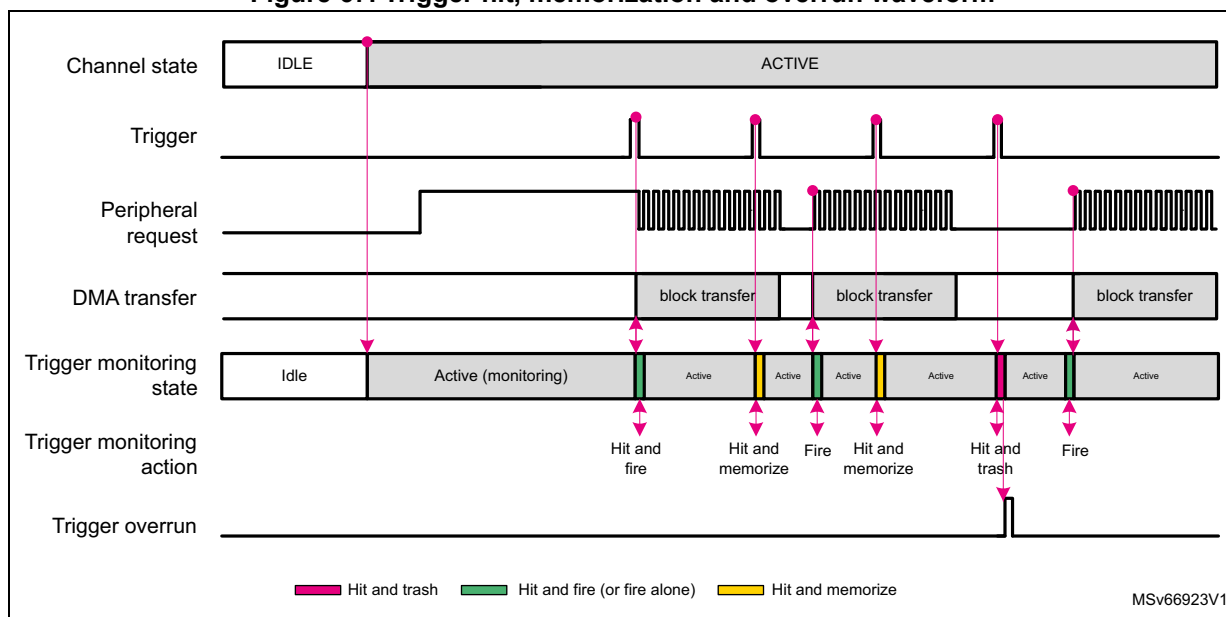 Channel state
IDLE
ACTIVE
Trigger
Peripheral
request
DMA transfer
block transfer
block transfer
block transfer
Trigger monitoring
state
Idle
Active (monitoring)
Active
Active
Active
Active
Active
Active
Trigger monitoring
action
Hit and
fire
Hit and
memorize
Fire
Hit and
memorize
Hit and
trash
Fire
Trigger overrun
Hit and trash
Hit and fire (or fire alone)
Hit and memorize
MSv66923V1